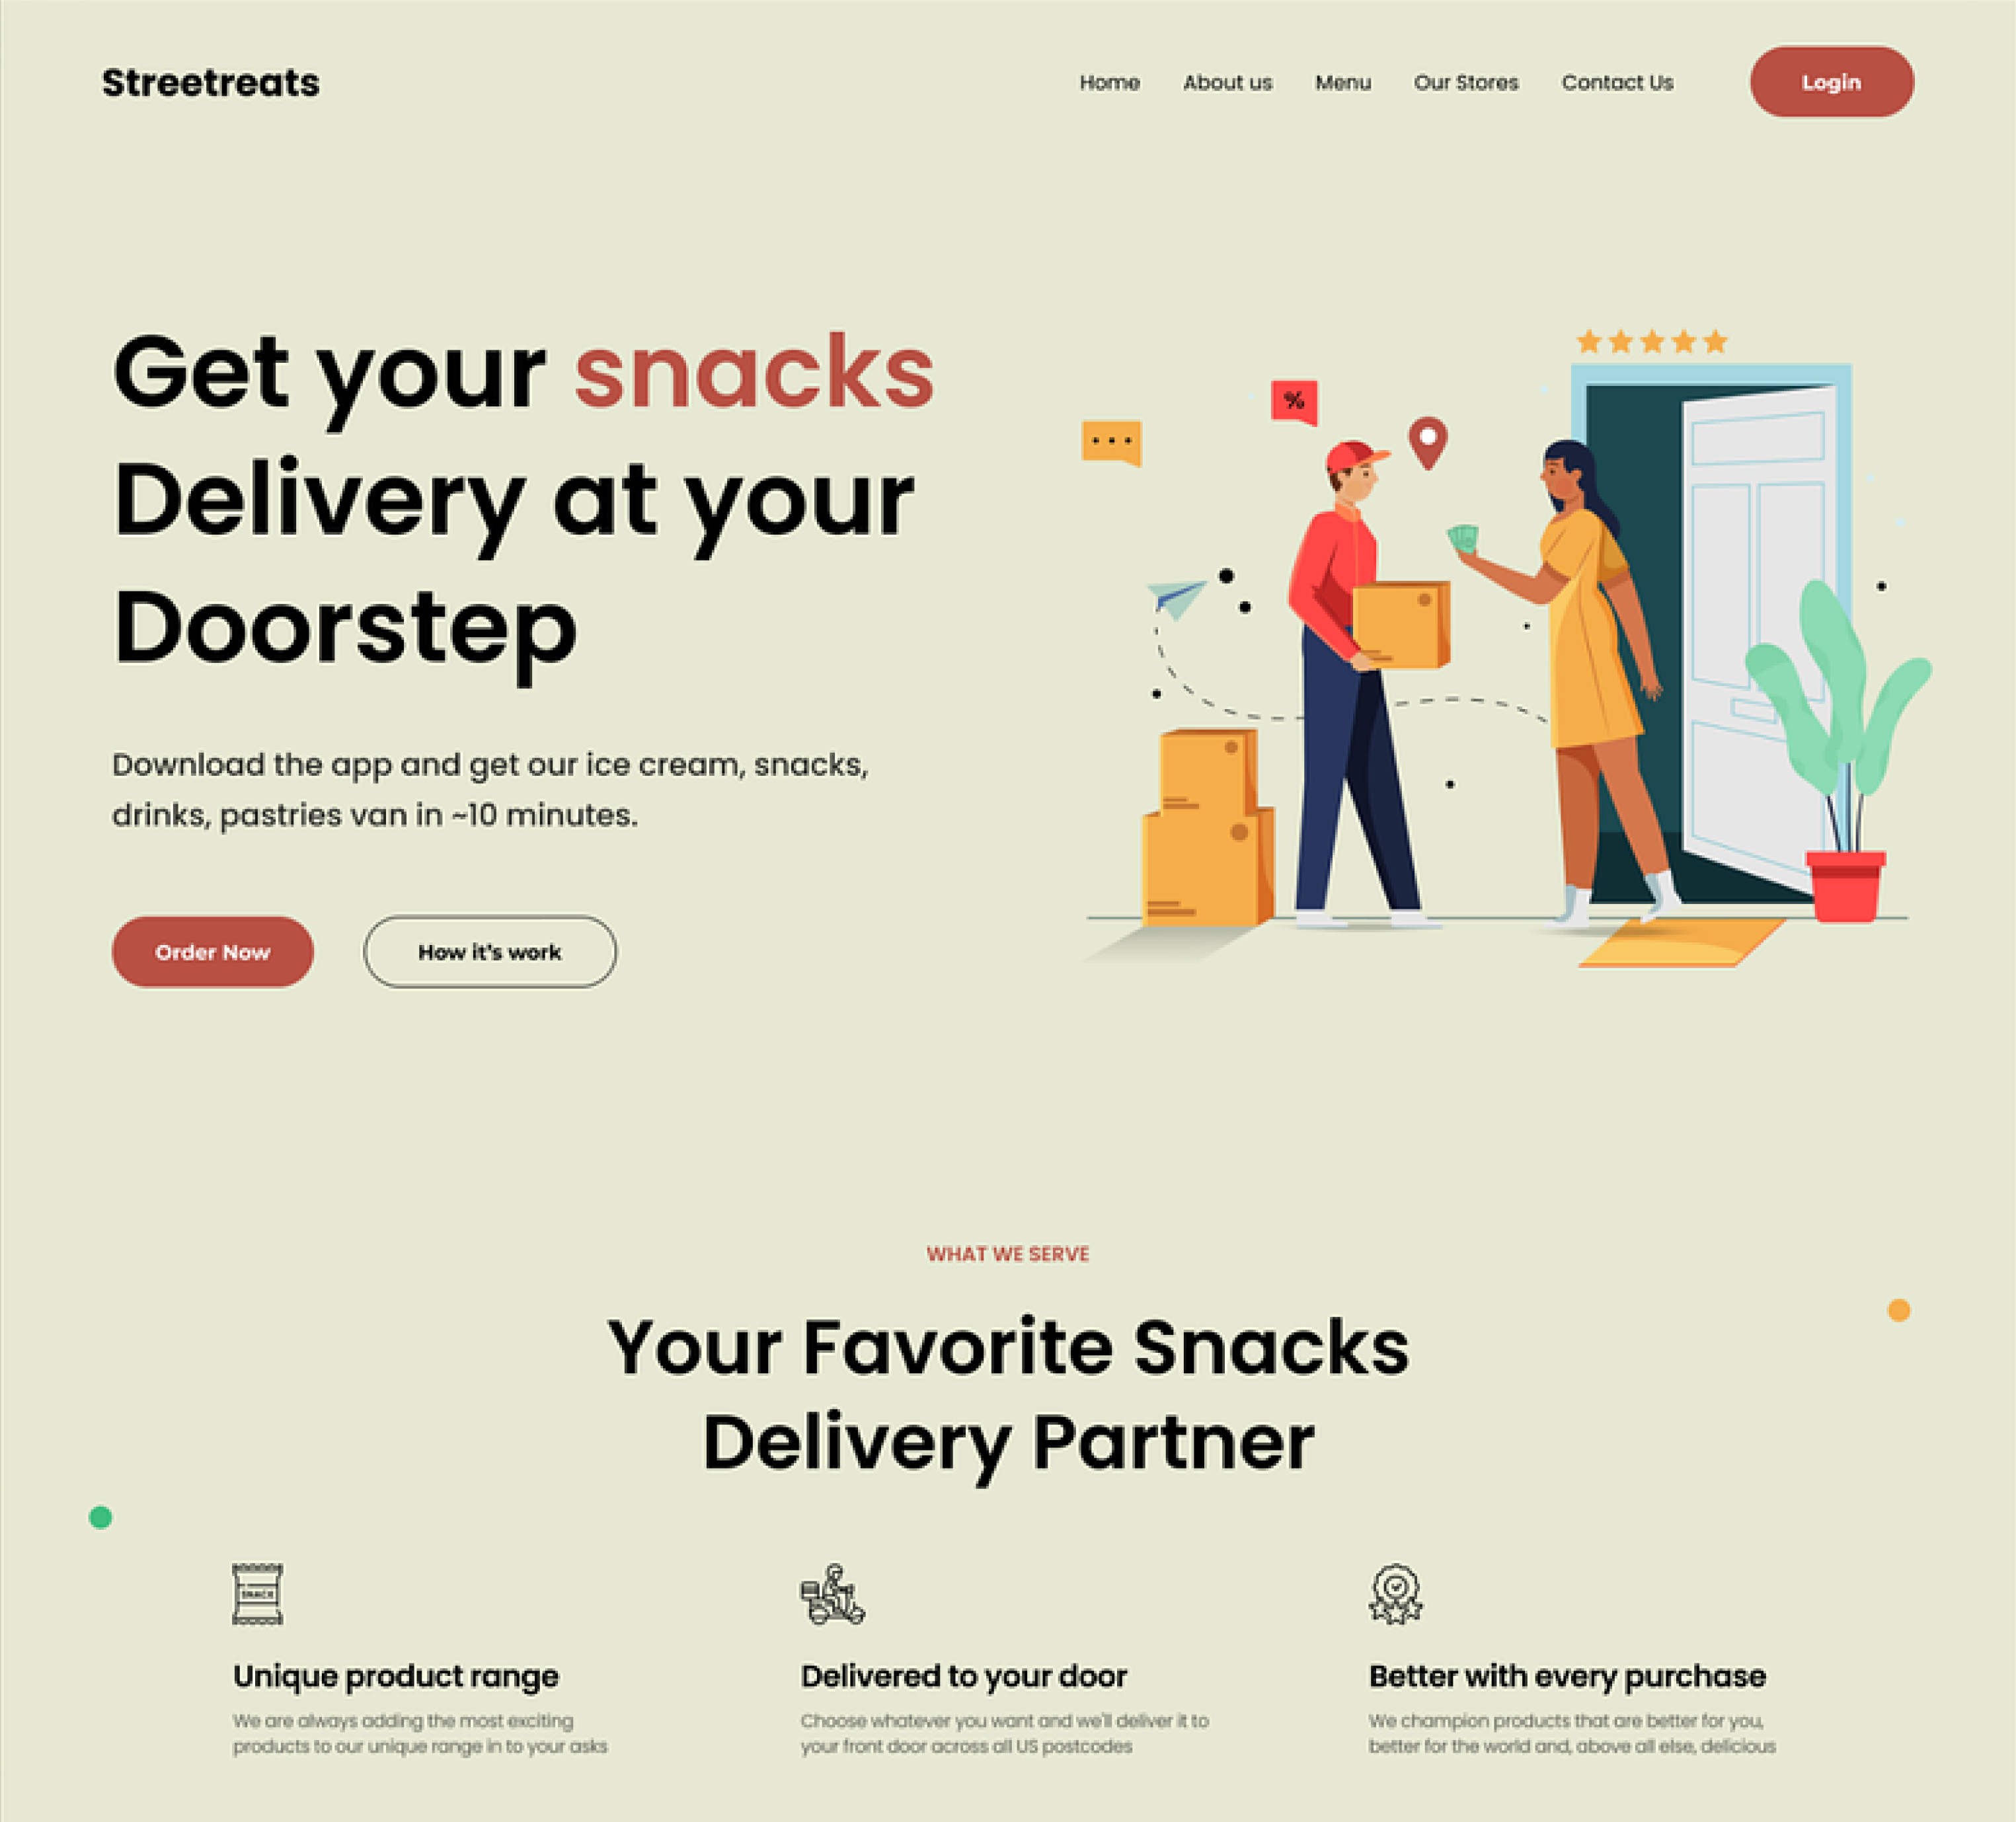 Streetreats
Home About us Menu Our Stores Contact Us Login
Get your snacks
Delivery at your
Doorstep
%
Download the app and get our ice cream, snacks,
drinks, pastries van in ~10 minutes.
Order Now How it's work
WHAT WE SERVE
Your Favorite Snacks
Delivery Partner
SNACK
Unique product range
We are always adding the most exciting
products to our unique range in to your asks
Delivered to your door
Choose whatever you want and we'll deliver it to
your front door across all US postcodes
Better with every purchase
We champion products that are better for you,
better for the world and, above all else, delicious